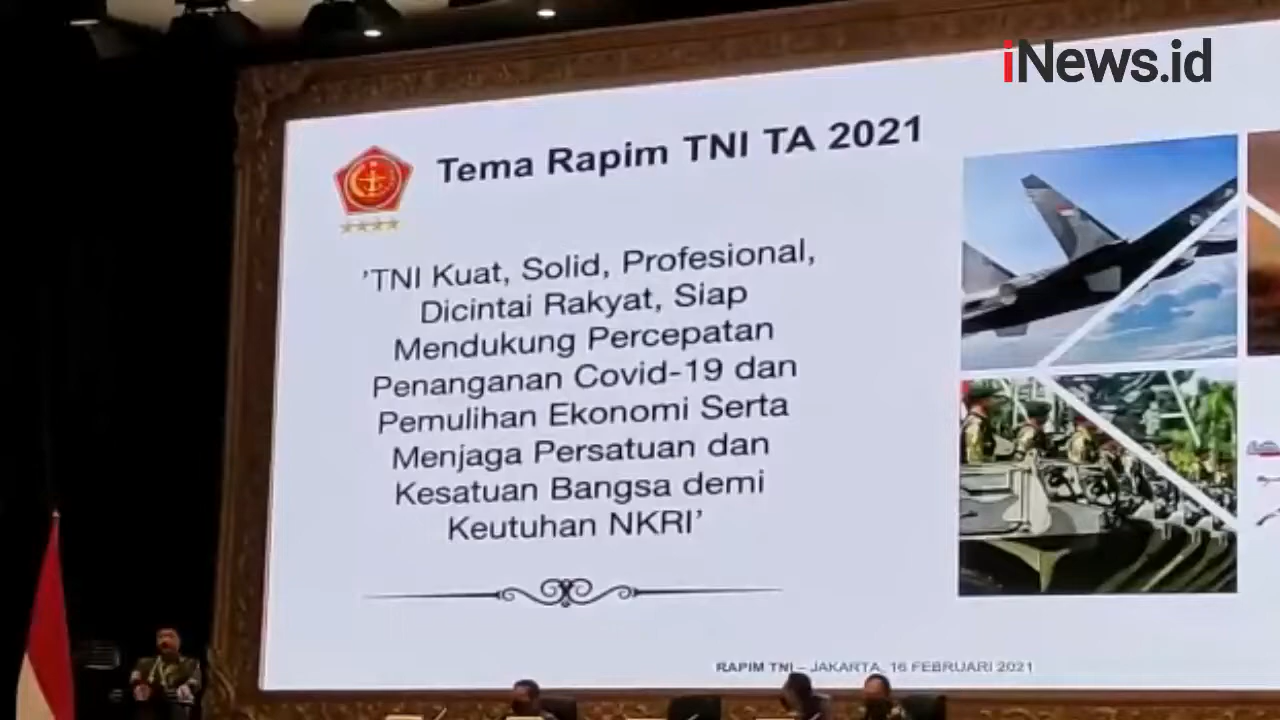 iNews.id
Tema Rapim TNI TA 2021
'TNI Kuat, Solid, Profesional,
Dicintai Rakyat, Siap
Mendukung Percepatan
Penanganan Covid-19 dan
Pemulihan Ekonomi Serta
Menjaga Persatuan dan
Kesatuan Bangsa demi
Keutuhan NKRI'
RAPIM TNI – JAKARTA, 16 FEBRUARI 2021